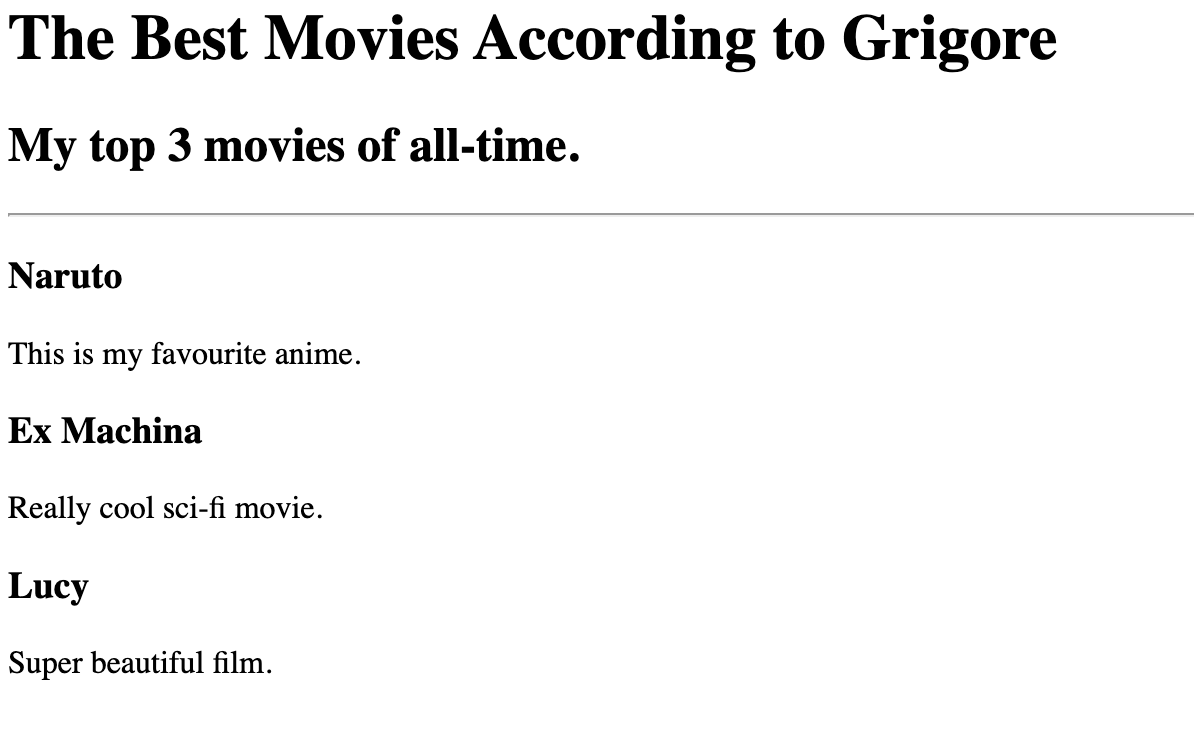 The Best Movies According to Grigore
My top 3 movies of all-time.
Naruto
This is my favourite anime.
Ex Machina
Really cool sci-fi movie.
Lucy
Super beautiful film.